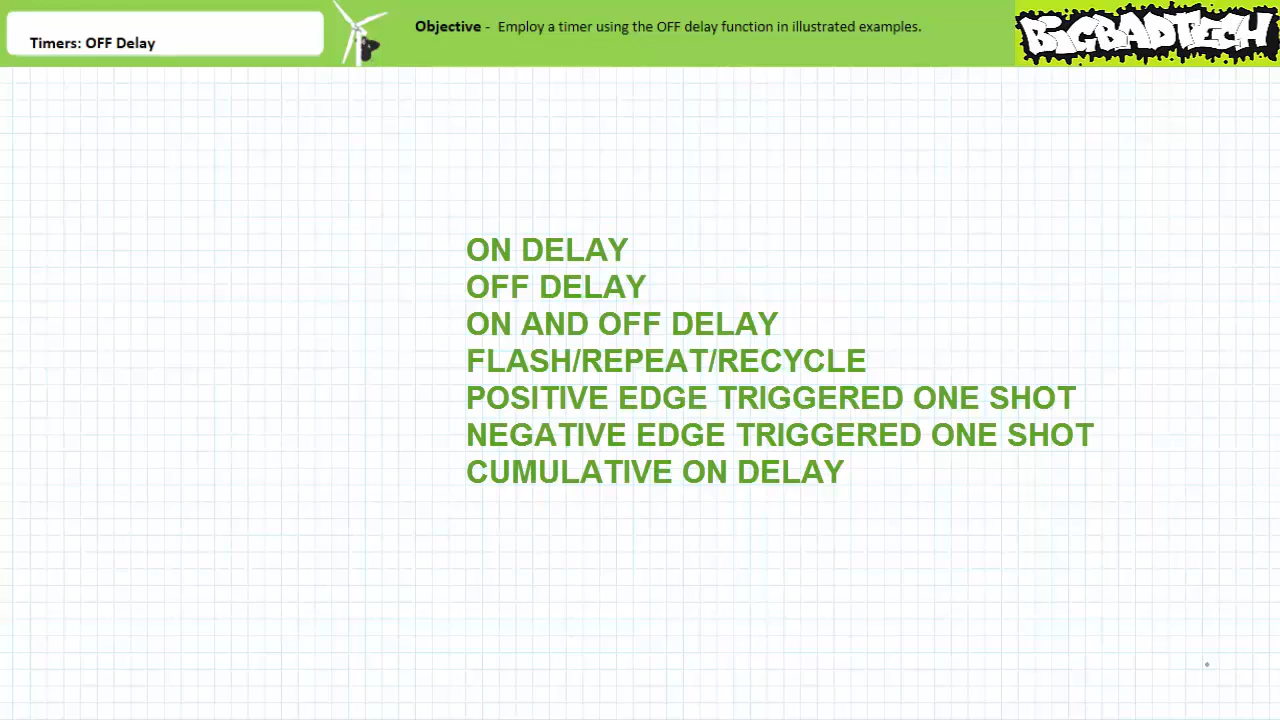 Timers: OFF Delay
Objective - Employ a timer using the OFF delay function in illustrated examples.
BIGBADTECH
ON DELAY
OFF DELAY
ON AND OFF DELAY
FLASH/REPEAT/RECYCLE
POSITIVE EDGE TRIGGERED ONE SHOT
NEGATIVE EDGE TRIGGERED ONE SHOT
CUMULATIVE ON DELAY